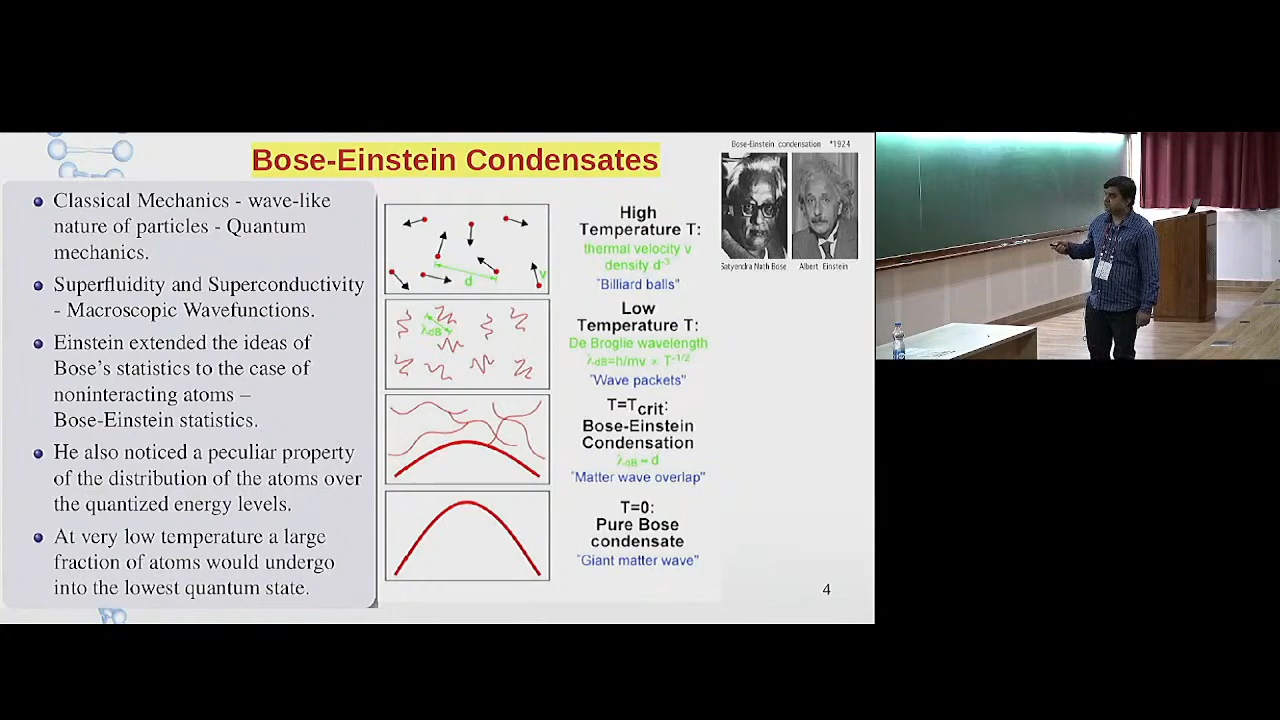 Bose-Einstein Condensates
Classical Mechanics - wave-like
nature of particles - Quantum
mechanics.
Superfluidity and Superconductivity
- Macroscopic Wavefunctions.
Einstein extended the ideas of
Bose's statistics to the case of
noninteracting atoms –
Bose-Einstein statistics.
He also noticed a peculiar property
of the distribution of the atoms over
the quantized energy levels.
At very low temperature a large
fraction of atoms would undergo
into the lowest quantum state.
d
v
λdB
High
Temperature T:
thermal velocity v
density d-3
"Billiard balls"
Low
Temperature T:
De Broglie wavelength
λdB=h/mv ∝ T-1/2
"Wave packets"
T=Tcrit:
Bose-Einstein
Condensation
λdB ≈ d
"Matter wave overlap"
T=0:
Pure Bose
condensate
"Giant matter wave"
Bose-Einstein condensation *1924
Satyendra Nath Bose
Albert Einstein
4